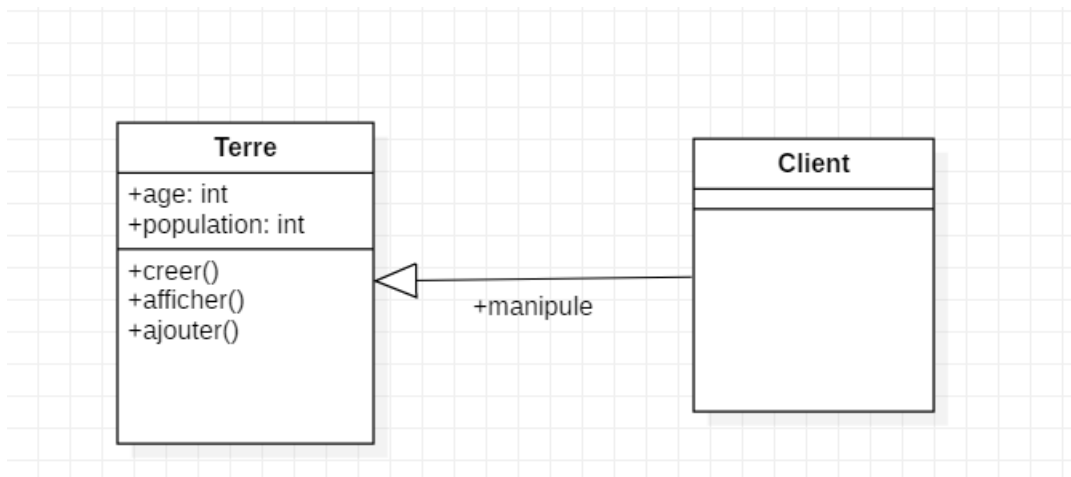 Terre
+age: int
+population: int
+creer()
+afficher()
+ajouter()
+manipule
Client